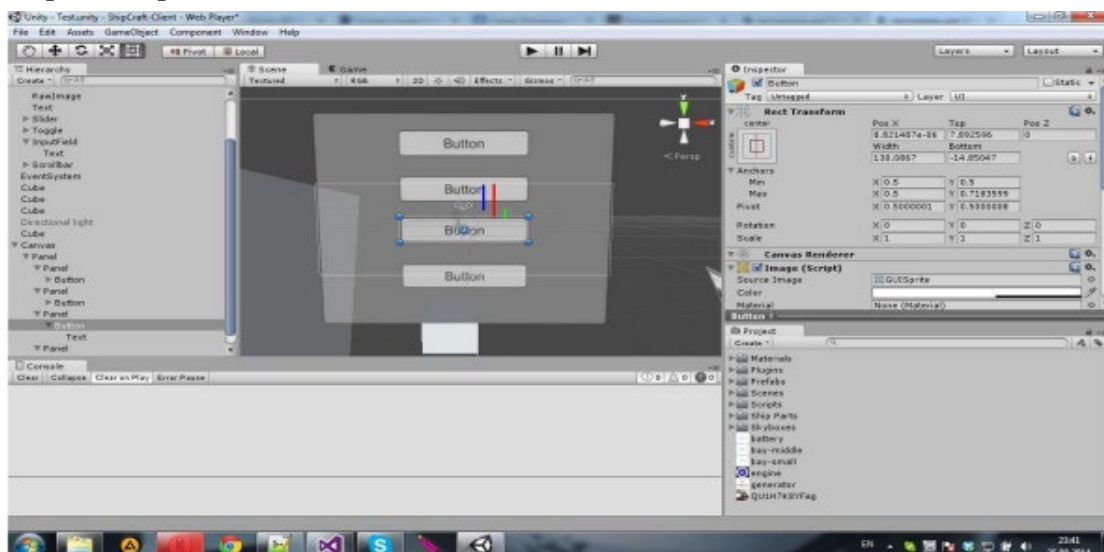 Unity - Test.unity - ShipCraft-Client - Web Player*
File Edit Assets GameObject Component Window Help
Pivot Local
Layers Layout
Hierarchy
Create All
RawImage
Text
Slider
Toggle
InputField
Text
Scrollbar
EventSystem
Cube
Cube
Cube
Directional light
Cube
Canvas
Panel
Panel
Button
Panel
Button
Panel
Button
Text
Panel
Scene Game
Textured RGB 2D Effects Gizmos All
Persp
Button
Button
Button
Button
Inspector
Button Static
Tag Untagged Layer UI
Rect Transform
center
custom
Pos X Top Pos Z
8.821487e-06 7.892596 0
Width Bottom
130.0867 -14.85047
Anchors
Min X 0.5 Y 0.5
Max X 0.5 Y 0.7183599
Pivot X 0.5000001 Y 0.5000008
Rotation X 0 Y 0 Z 0
Scale X 1 Y 1 Z 1
Canvas Renderer
Image (Script)
Source Image GUISprite
Color
Material None (Material)
Button
Project
Create
Materials
Plugins
Prefabs
Scenes
Scripts
Ship Parts
Skyboxes
battery
bay-middle
bay-small
engine
generator
Console
Clear Collapse Clear on Play Error Pause
0 0 0
EN
23:41